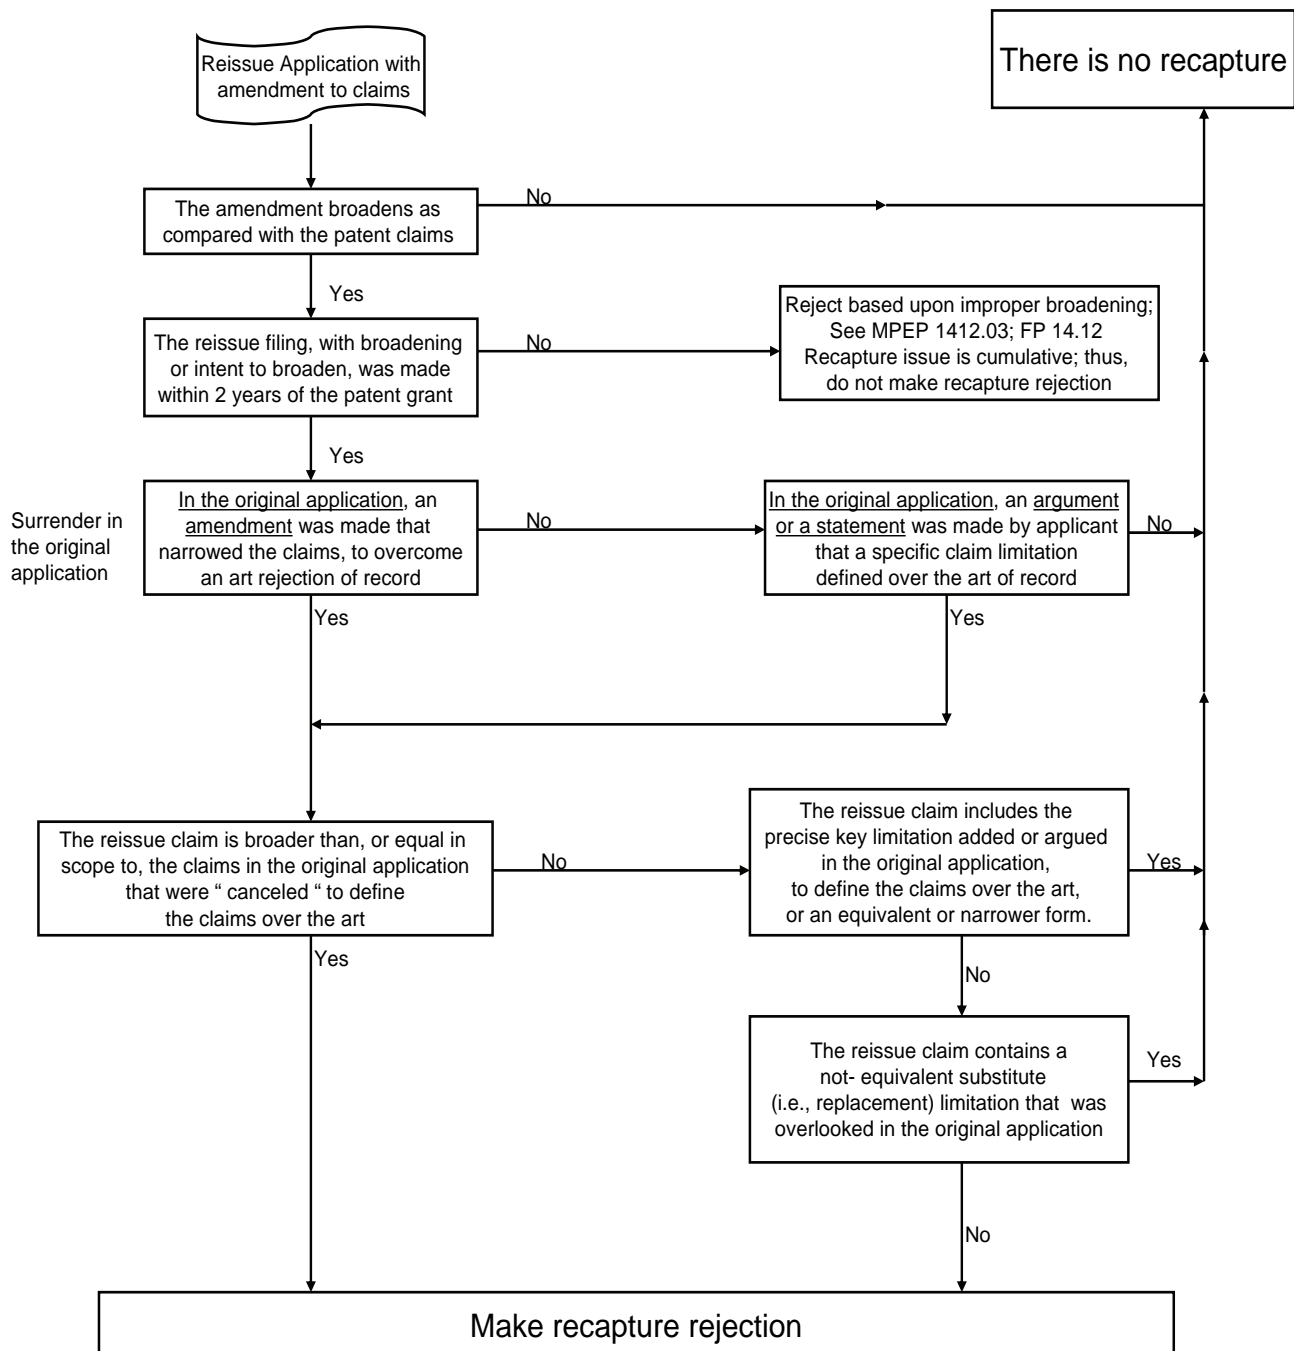 Reissue Application with
amendment to claims
There is no recapture
The amendment broadens as
compared with the patent claims
No
Yes
The reissue filing, with broadening
or intent to broaden, was made
within 2 years of the patent grant
No
Reject based upon improper broadening;
See MPEP 1412.03; FP 14.12
Recapture issue is cumulative; thus,
do not make recapture rejection
Yes
Surrender in
the original
application
In the original application, an
amendment was made that
narrowed the claims, to overcome
an art rejection of record
No
In the original application, an argument
or a statement was made by applicant
that a specific claim limitation
defined over the art of record
No
Yes
Yes
The reissue claim is broader than, or equal in
scope to, the claims in the original application
that were “ canceled “ to define
the claims over the art
No
The reissue claim includes the
precise key limitation added or argued
in the original application,
to define the claims over the art,
or an equivalent or narrower form.
Yes
Yes
No
The reissue claim contains a
not- equivalent substitute
(i.e., replacement) limitation that was
overlooked in the original application
Yes
No
Make recapture rejection